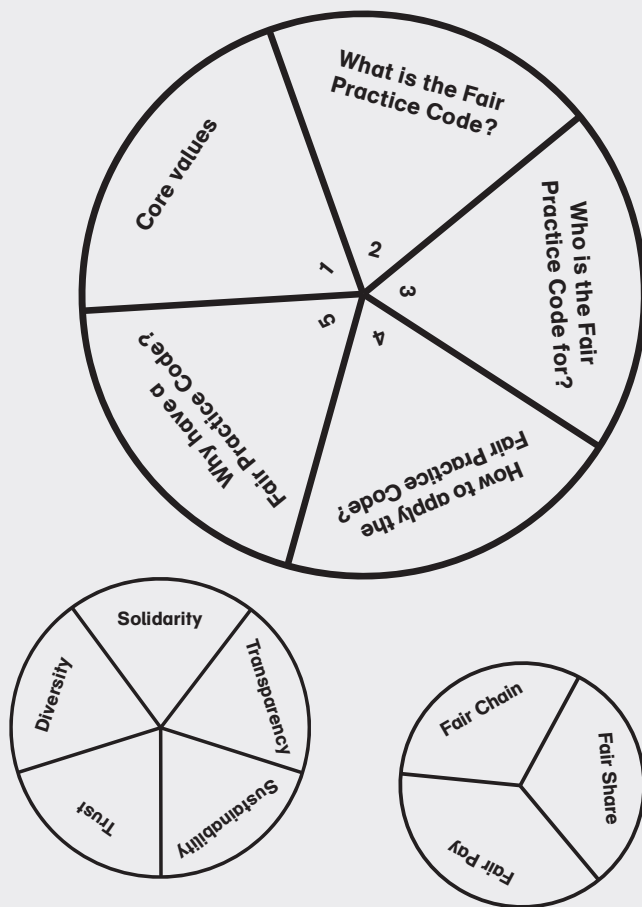 Core values
1
What is the Fair
Practice Code?
2
Who is the Fair
Practice Code for?
3
How to apply the
Fair Practice Code?
4
Why have a
Fair Practice Code?
5
Solidarity
Transparency
Sustainability
Trust
Diversity
Fair Chain
Fair Share
Fair Pay